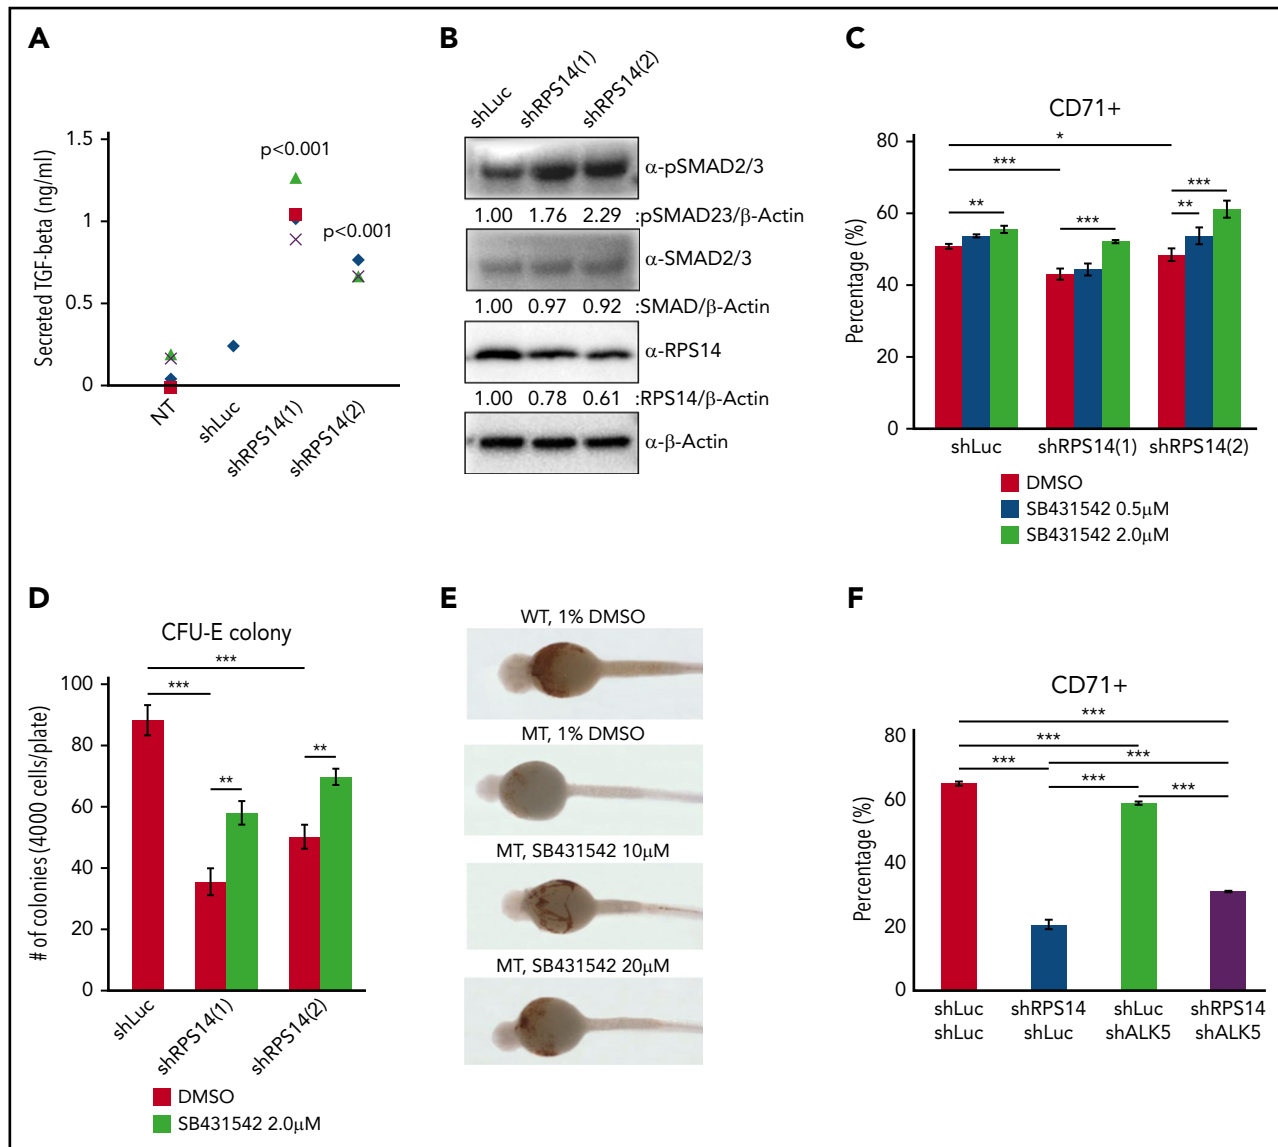 A
Secreted TGF-beta (ng/ml)
1.5
1
0.5
0
p<0.001
p<0.001
NT
shLuc
shRPS14(1)
shRPS14(2)
B
shLuc
shRPS14(1)
shRPS14(2)
α-pSMAD2/3
1.00 1.76 2.29 :pSMAD23/β-Actin
α-SMAD2/3
1.00 0.97 0.92 :SMAD/β-Actin
α-RPS14
1.00 0.78 0.61 :RPS14/β-Actin
α-β-Actin
C
CD71+
Percentage (%)
80
60
40
20
0
*
***
**
***
***
**
shLuc
shRPS14(1)
shRPS14(2)
DMSO
SB431542 0.5μM
SB431542 2.0μM
D
CFU-E colony
# of colonies (4000 cells/plate)
100
80
60
40
20
0
***
***
**
**
shLuc
shRPS14(1)
shRPS14(2)
DMSO
SB431542 2.0μM
E
WT, 1% DMSO
MT, 1% DMSO
MT, SB431542 10μM
MT, SB431542 20μM
F
CD71+
Percentage (%)
80
60
40
20
0
***
***
***
***
***
***
shLuc
shLuc
shRPS14
shLuc
shLuc
shALK5
shRPS14
shALK5